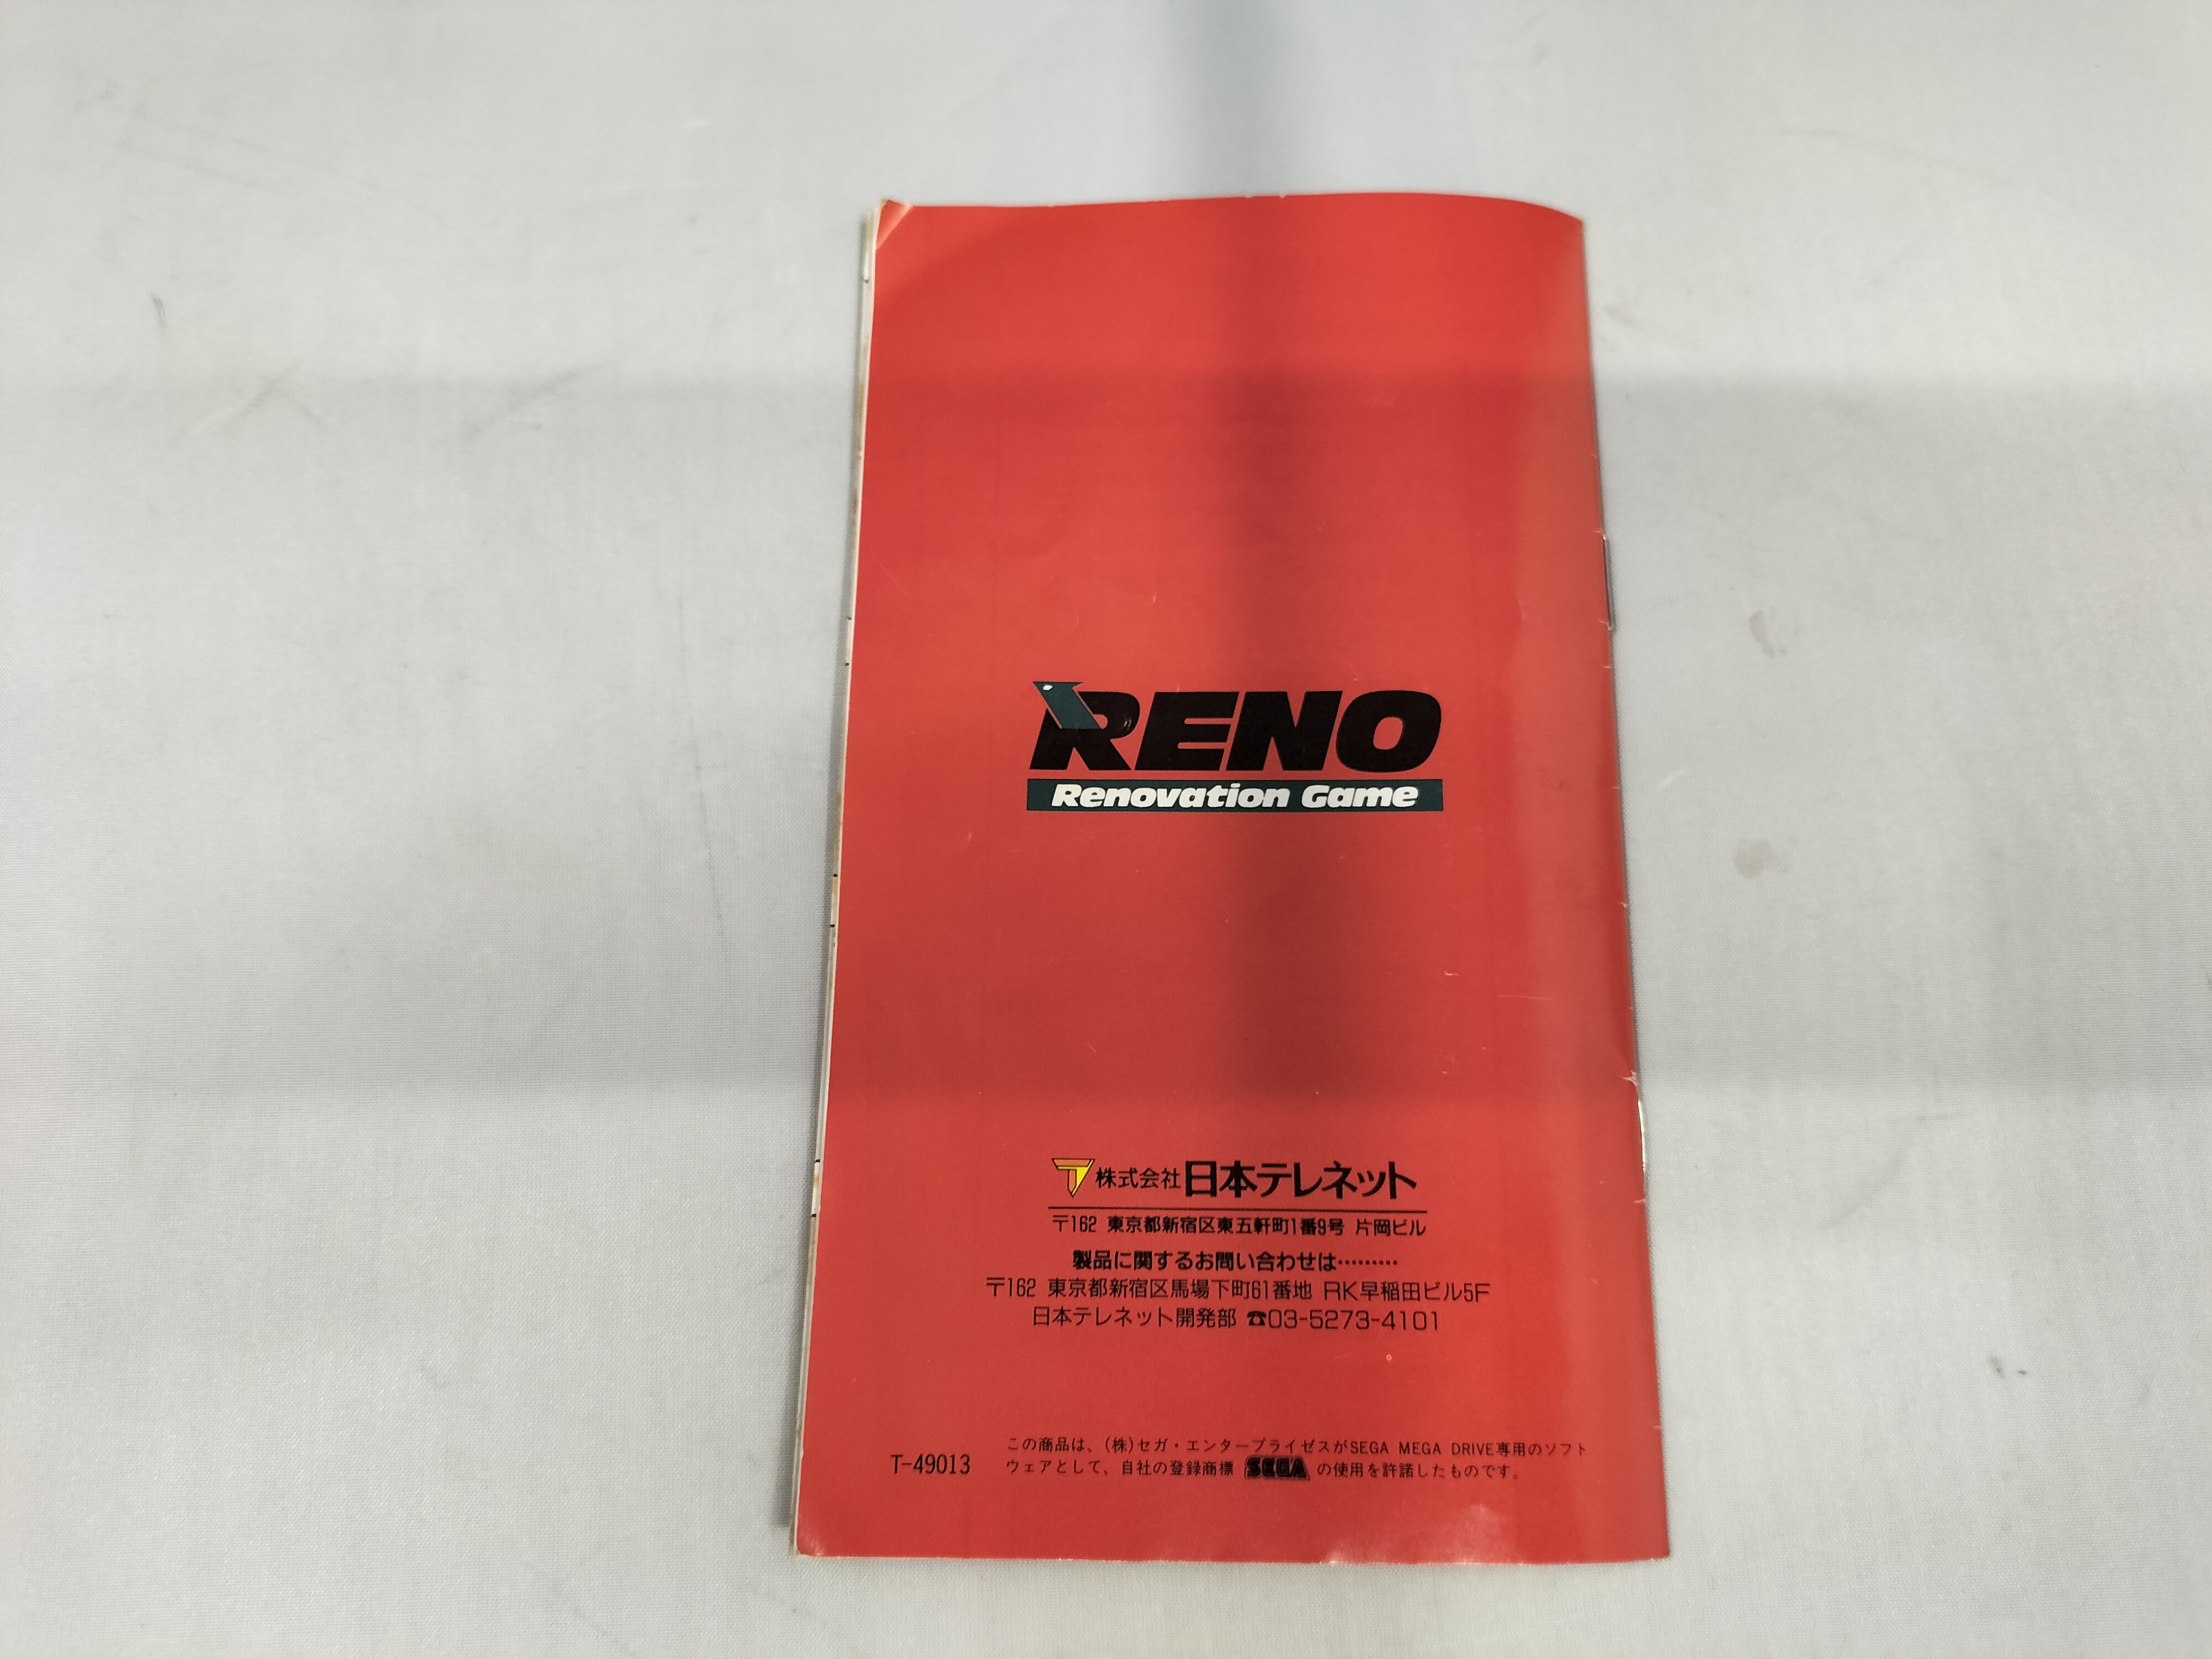 RENO
Renovation Game
株式会社日本テレネット
〒162 東京都新宿区東五軒町1番9号 片岡ビル
製品に関するお問い合わせは………
〒162 東京都新宿区馬場下町61番地 RK早稲田ビル5F
日本テレネット開発部 ☎03-5273-4101
T-49013
この商品は、(株)セガ・エンタープライゼスがSEGA MEGA DRIVE専用のソフト
ウェアとして、自社の登録商標 SEGA の使用を許諾したものです。